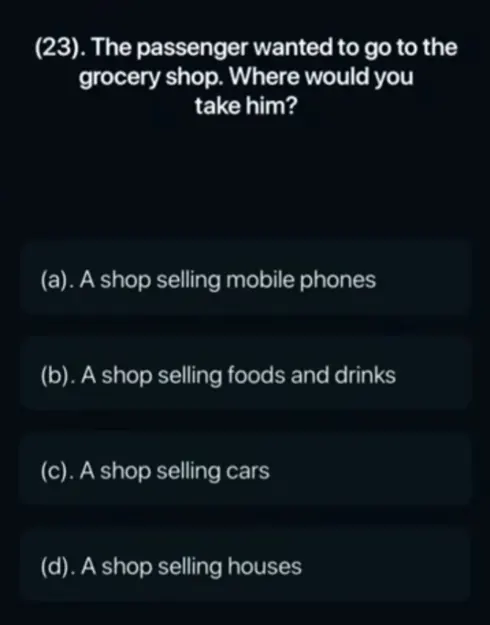 (23). The passenger wanted to go to the
grocery shop. Where would you
take him?
(a). A shop selling mobile phones
(b). A shop selling foods and drinks
(c). A shop selling cars
(d). A shop selling houses